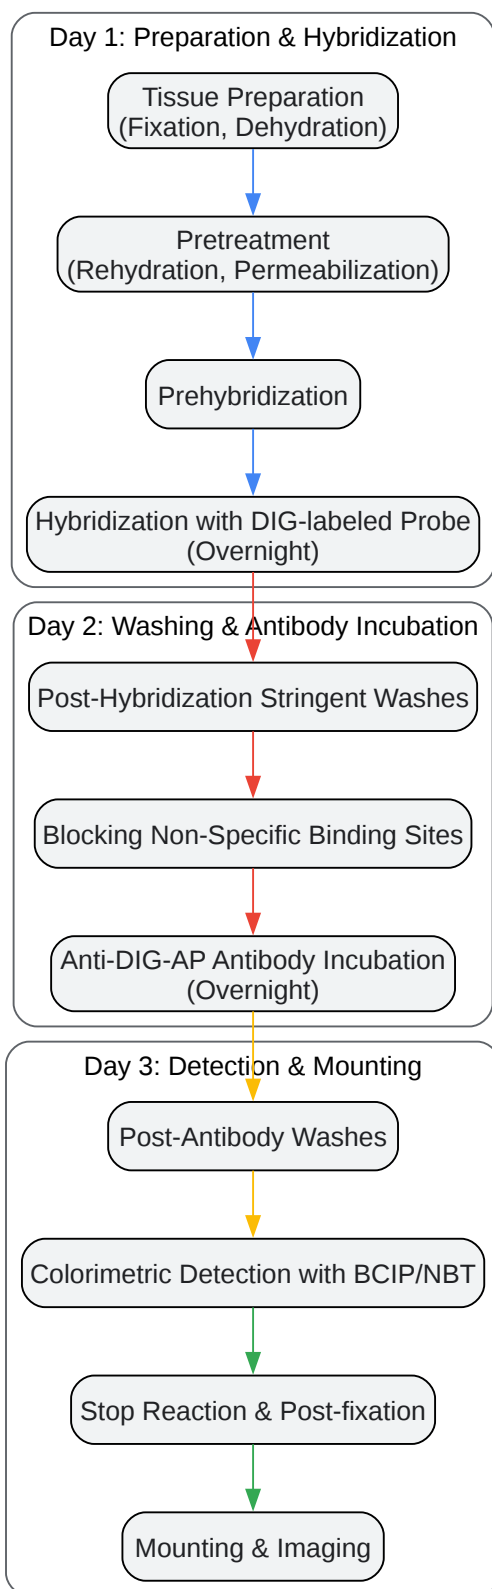 Day 1: Preparation & Hybridization
Tissue Preparation
(Fixation, Dehydration)
Pretreatment
(Rehydration, Permeabilization)
Prehybridization
Hybridization with DIG-labeled Probe
(Overnight)
Day 2: Washing & Antibody Incubation
Post-Hybridization Stringent Washes
Blocking Non-Specific Binding Sites
Anti-DIG-AP Antibody Incubation
(Overnight)
Day 3: Detection & Mounting
Post-Antibody Washes
Colorimetric Detection with BCIP/NBT
Stop Reaction & Post-fixation
Mounting & Imaging